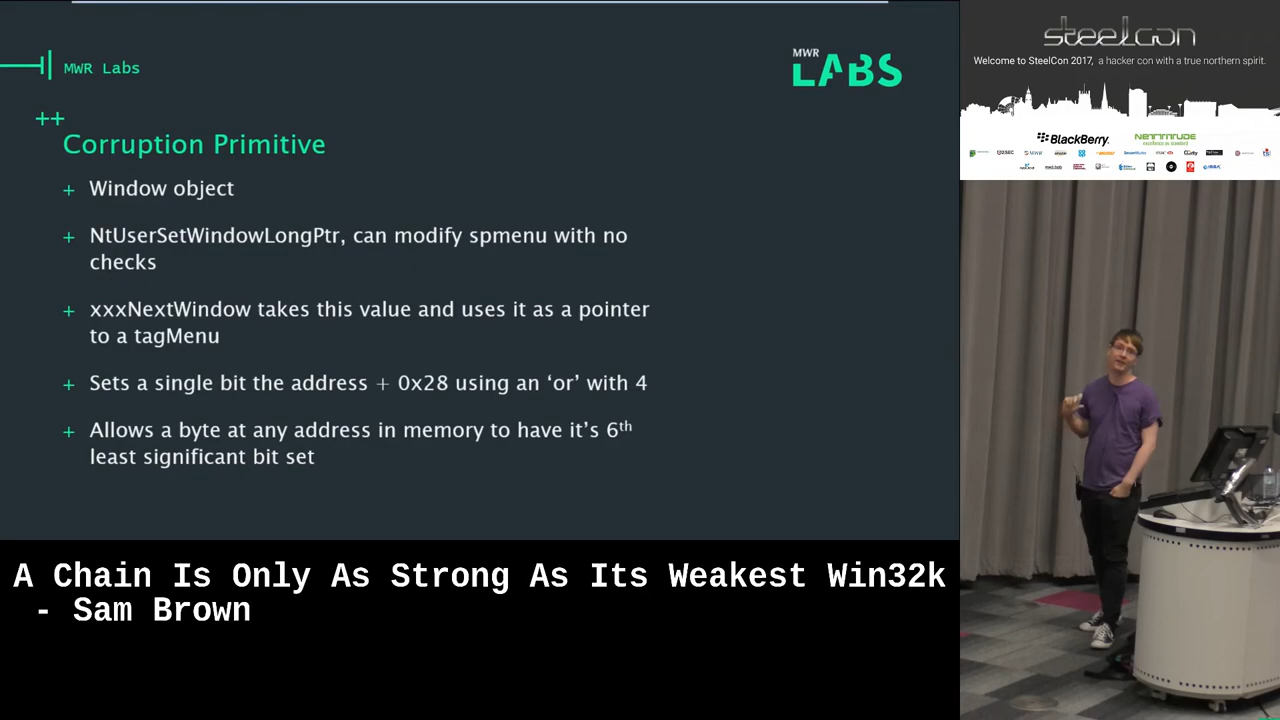 MWR Labs
MWR
LABS
++
Corruption Primitive
+ Window object
+ NtUserSetWindowLongPtr, can modify spmenu with no
checks
+ xxxNextWindow takes this value and uses it as a pointer
to a tagMenu
+ Sets a single bit the address + 0x28 using an ‘or’ with 4
+ Allows a byte at any address in memory to have it’s 6th
least significant bit set
A Chain Is Only As Strong As Its Weakest Win32k
- Sam Brown
steelcon
Welcome to SteelCon 2017, a hacker con with a true northern spirit.
BlackBerry
NETTITUDE